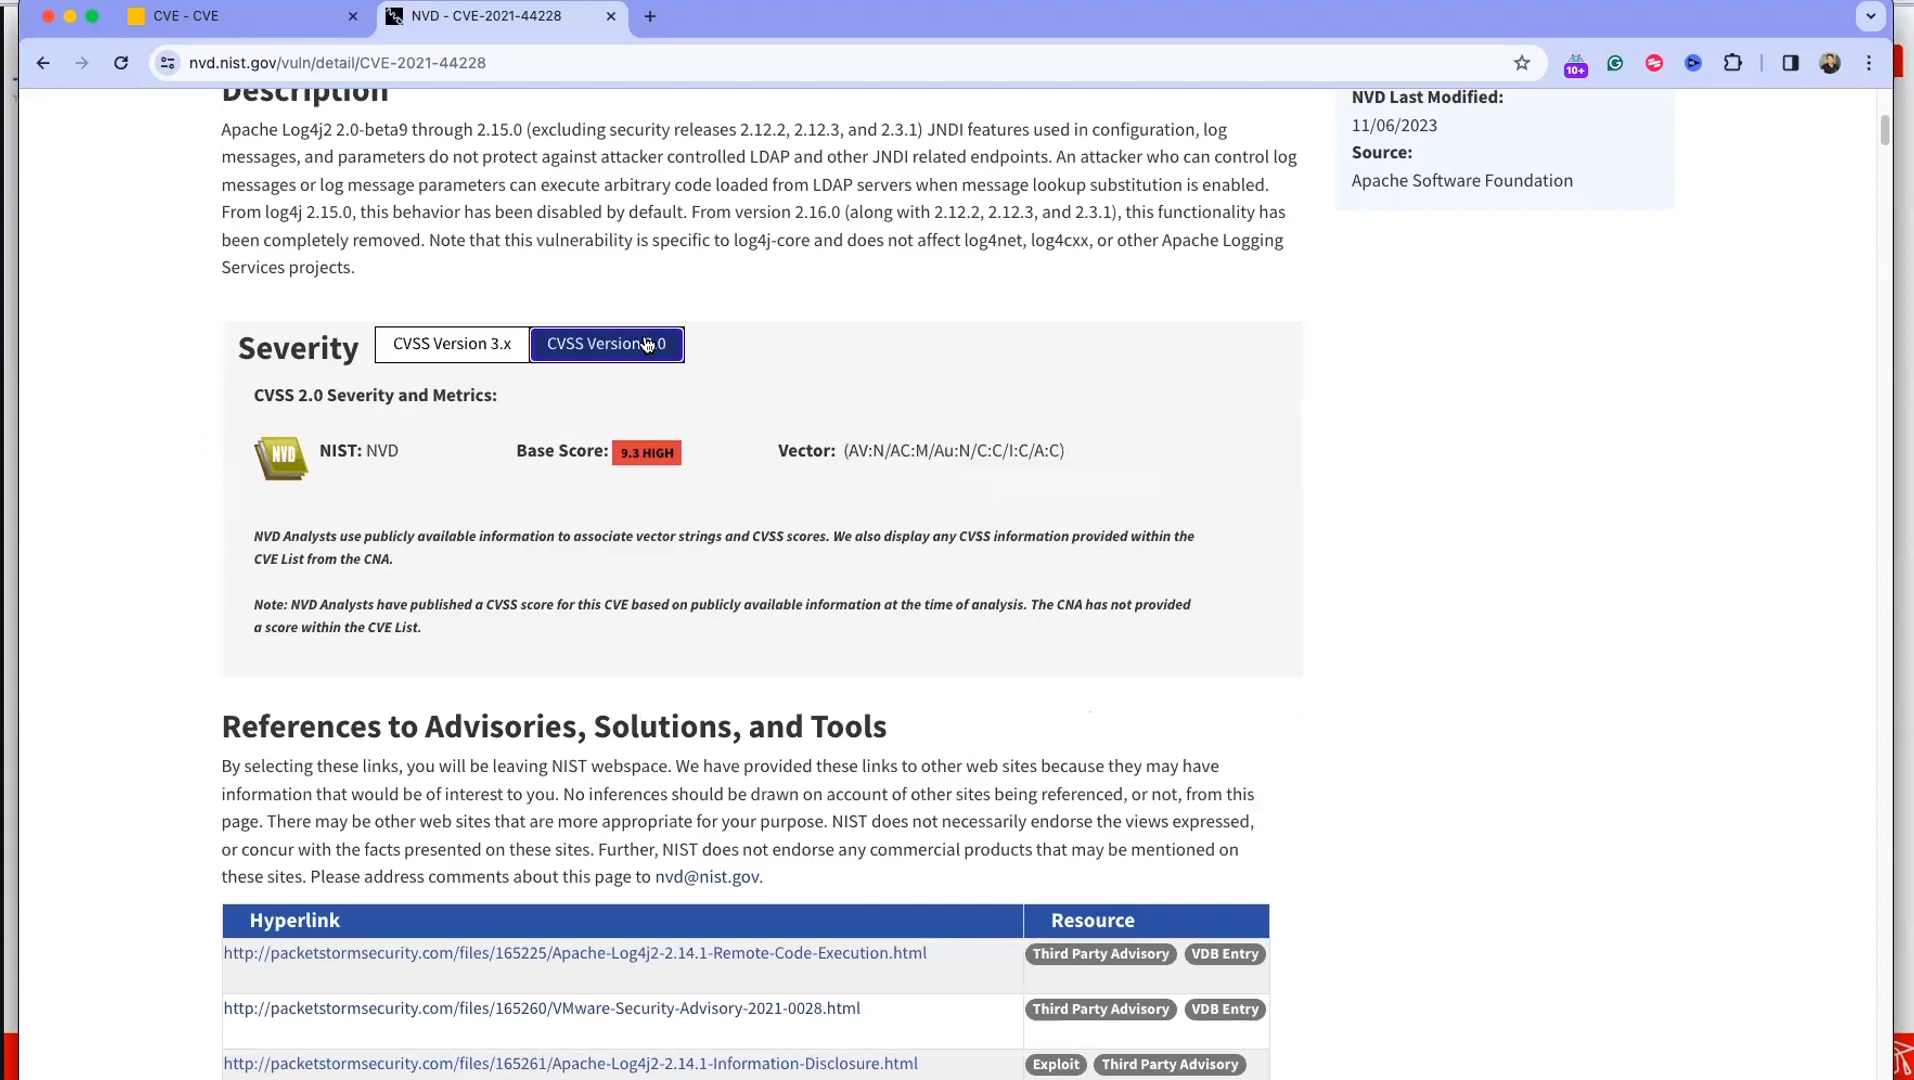 CVE - CVE
NVD - CVE-2021-44228
nvd.nist.gov/vuln/detail/CVE-2021-44228
10+
Description
Apache Log4j2 2.0-beta9 through 2.15.0 (excluding security releases 2.12.2, 2.12.3, and 2.3.1) JNDI features used in configuration, log
messages, and parameters do not protect against attacker controlled LDAP and other JNDI related endpoints. An attacker who can control log
messages or log message parameters can execute arbitrary code loaded from LDAP servers when message lookup substitution is enabled.
From log4j 2.15.0, this behavior has been disabled by default. From version 2.16.0 (along with 2.12.2, 2.12.3, and 2.3.1), this functionality has
been completely removed. Note that this vulnerability is specific to log4j-core and does not affect log4net, log4cxx, or other Apache Logging
Services projects.
NVD Last Modified:
11/06/2023
Source:
Apache Software Foundation
Severity CVSS Version 3.x CVSS Version
CVSS 2.0 Severity and Metrics:
NVD NIST: NVD Base Score: 9.3 HIGH Vector: (AV:N/AC:M/Au:N/C:C/I:C/A:C)
NVD Analysts use publicly available information to associate vector strings and CVSS scores. We also display any CVSS information provided within the
CVE List from the CNA.
Note: NVD Analysts have published a CVSS score for this CVE based on publicly available information at the time of analysis. The CNA has not provided
a score within the CVE List.
References to Advisories, Solutions, and Tools
By selecting these links, you will be leaving NIST webspace. We have provided these links to other web sites because they may have
information that would be of interest to you. No inferences should be drawn on account of other sites being referenced, or not, from this
page. There may be other web sites that are more appropriate for your purpose. NIST does not necessarily endorse the views expressed,
or concur with the facts presented on these sites. Further, NIST does not endorse any commercial products that may be mentioned on
these sites. Please address comments about this page to nvd@nist.gov.
Hyperlink Resource
http://packetstormsecurity.com/files/165225/Apache-Log4j2-2.14.1-Remote-Code-Execution.html Third Party Advisory VDB Entry
http://packetstormsecurity.com/files/165260/VMware-Security-Advisory-2021-0028.html Third Party Advisory VDB Entry
http://packetstormsecurity.com/files/165261/Apache-Log4j2-2.14.1-Information-Disclosure.html Exploit Third Party Advisory